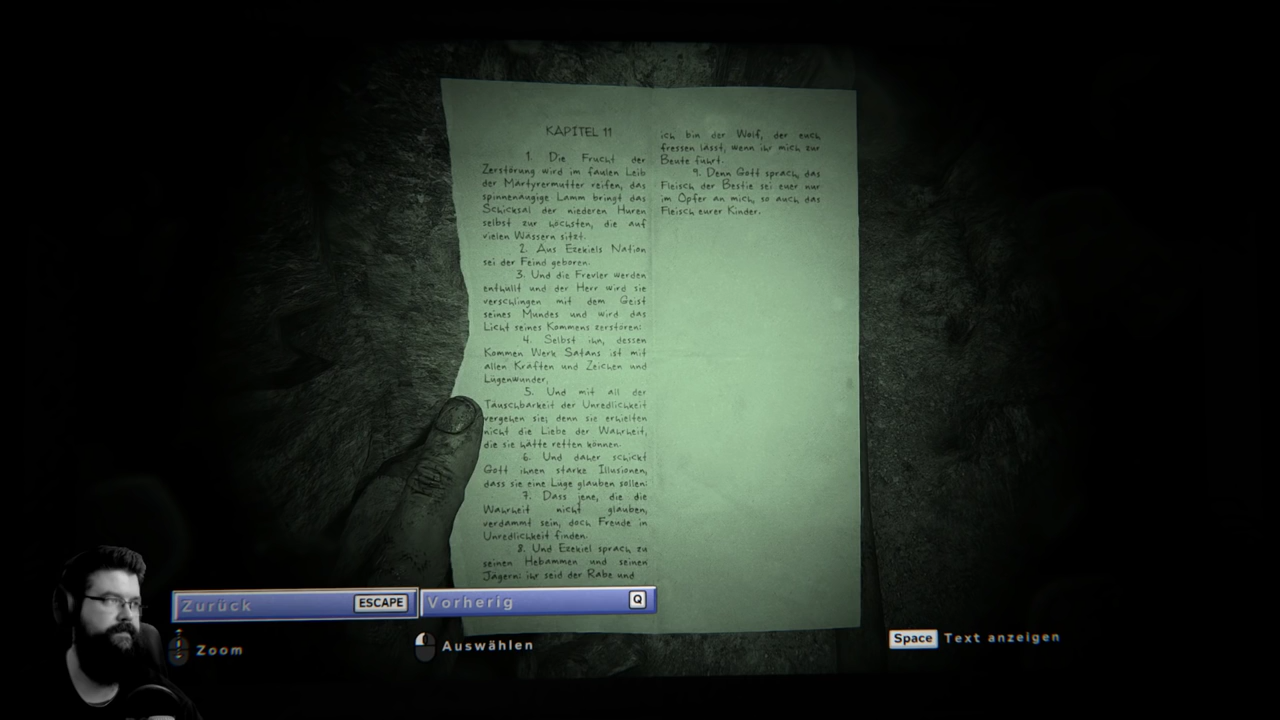 KAPITEL 11
1. Die Frucht der
Zerstörung wird im faulen Leib
der Märtyrermutter reifen, das
spinnenäugige Lamm bringt das
Schicksal der niederen Huren
selbst zur höchsten, die auf
vielen Wassern sitzt.
2. Aus Ezekiels Nation
sei der Feind geboren.
3. Und die Frevler werden
enthüllt und der Herr wird sie
verschlingen mit dem Geist
seines Mundes und wird das
Licht seines Kommens zerstören:
4. Selbst ihn, dessen
Kommen Werk Satans ist mit
allen Kräften und Zeichen und
Lügenwunder,
5. Und mit all der
Täuschbarkeit der Unredlichkeit
vergehen sie; denn sie erhielten
nicht die Liebe der Wahrheit,
die sie hätte retten können.
6. Und daher schickt
Gott ihnen starke Illusionen,
dass sie eine Lüge glauben sollen:
7. Dass jene, die die
Wahrheit nicht glauben,
verdammt sein, doch Freude in
Unredlichkeit finden.
8. Und Ezekiel sprach zu
seinen Hebammen und seinen
Jägern: ihr seid der Rabe und
ich bin der Wolf, der euch
fressen lässt, wenn ihr mich zur
Beute führt.
9. Denn Gott sprach, das
Fleisch der Bestie sei euer nur
im Opfer an mich, so auch das
Fleisch eurer Kinder.
Zurück ESCAPE
Vorherig Q
Zoom
Auswählen
Space Text anzeigen